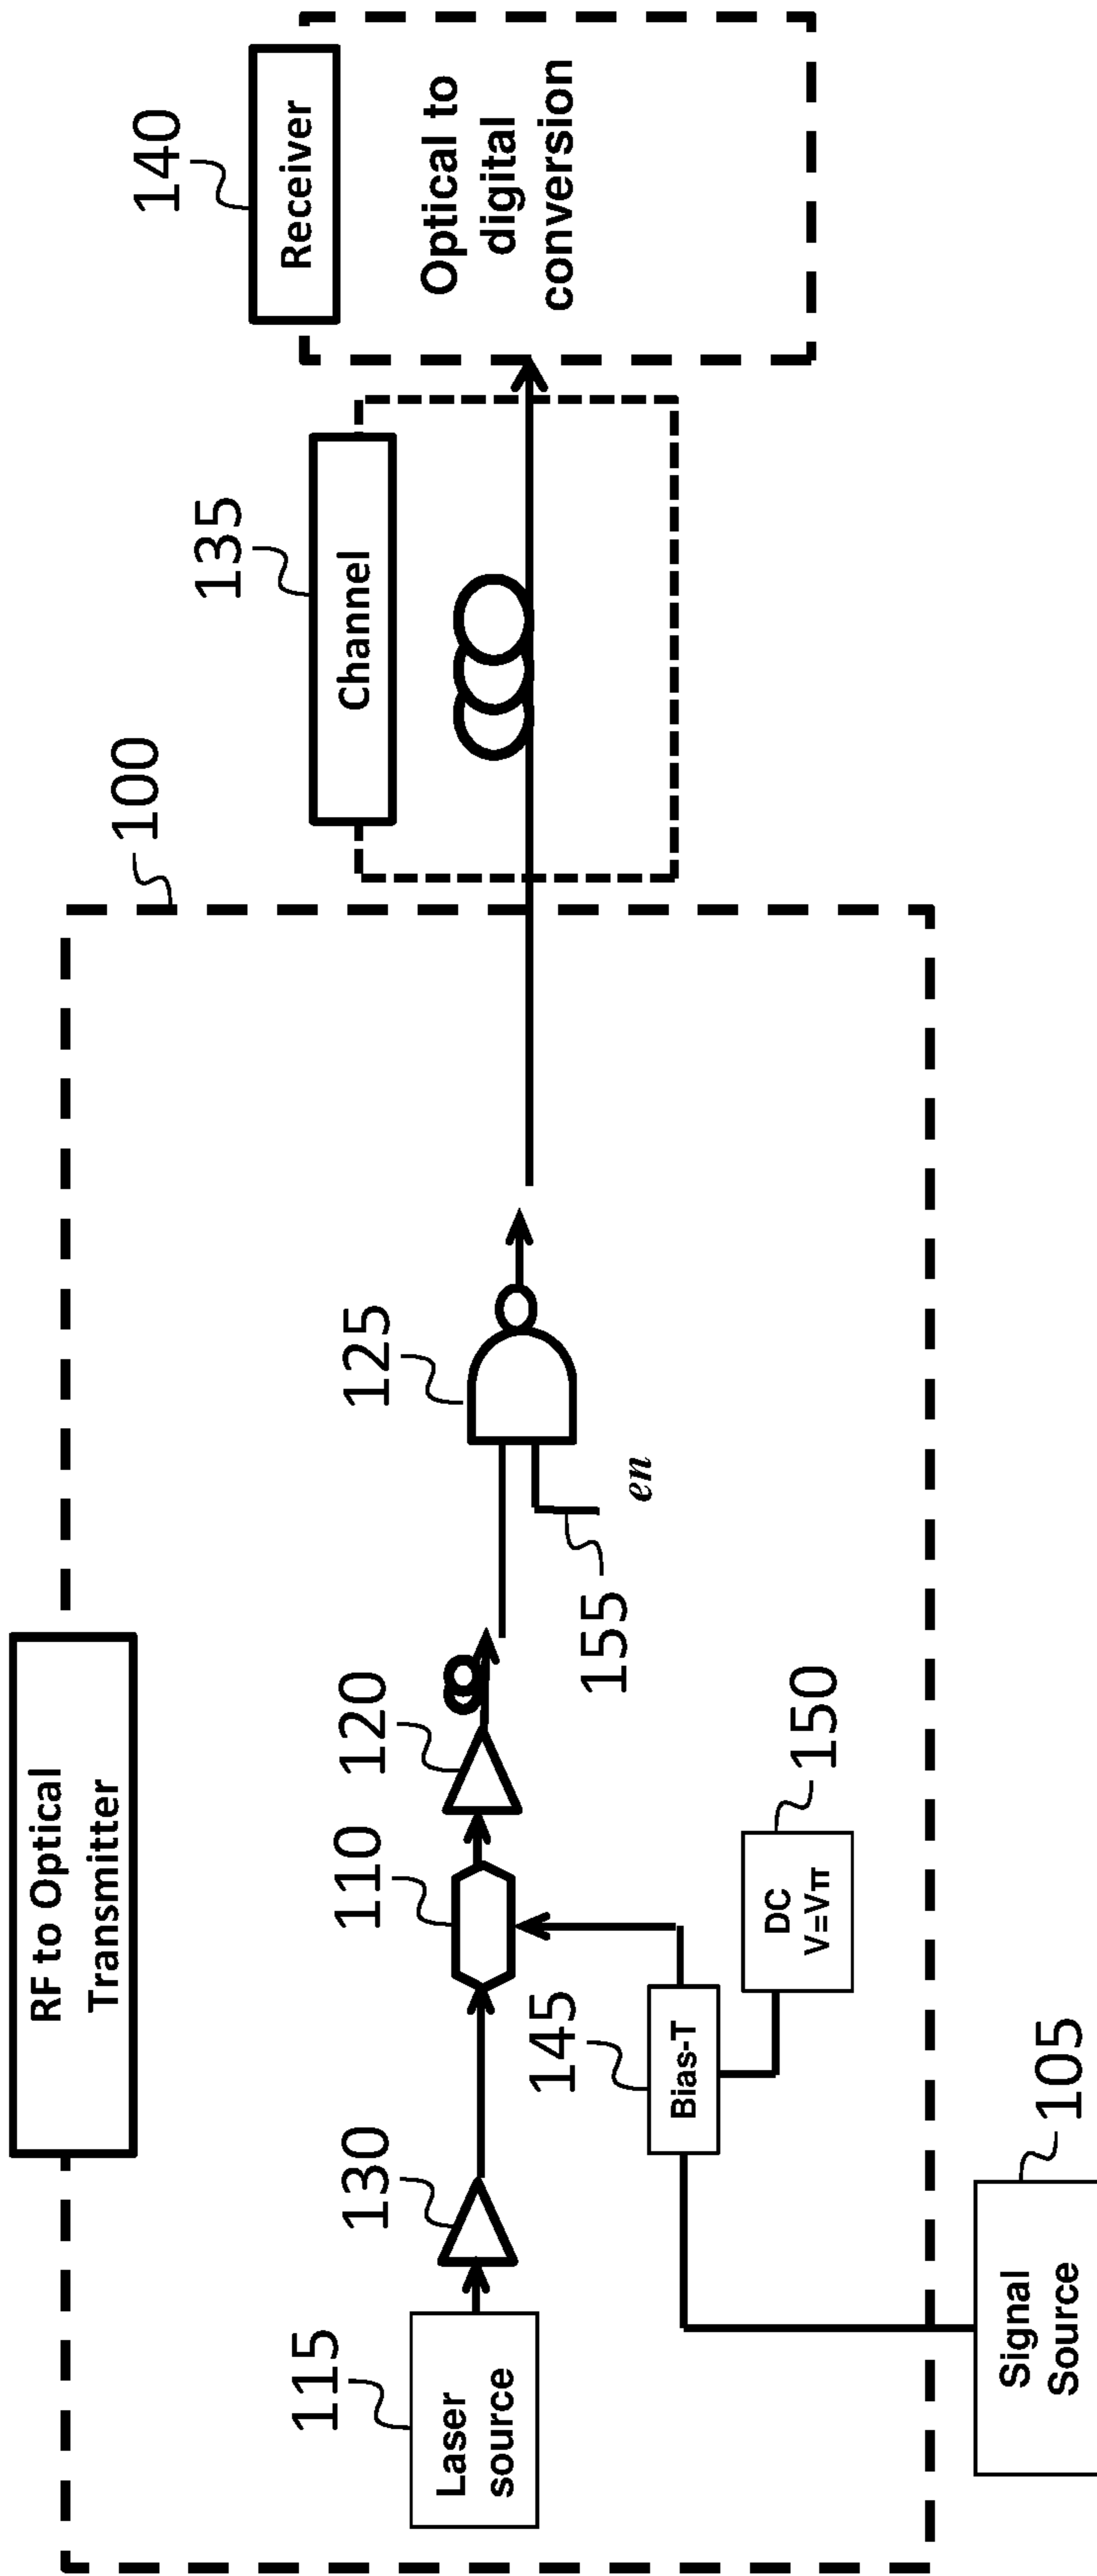 RF to Optical
Transmitter
100
135
Channel
140
Receiver
Optical to
digital
conversion
115
Laser
source
130
110
120
125
155
en
145
Bias-T
150
DC
V=Vπ
105
Signal
Source